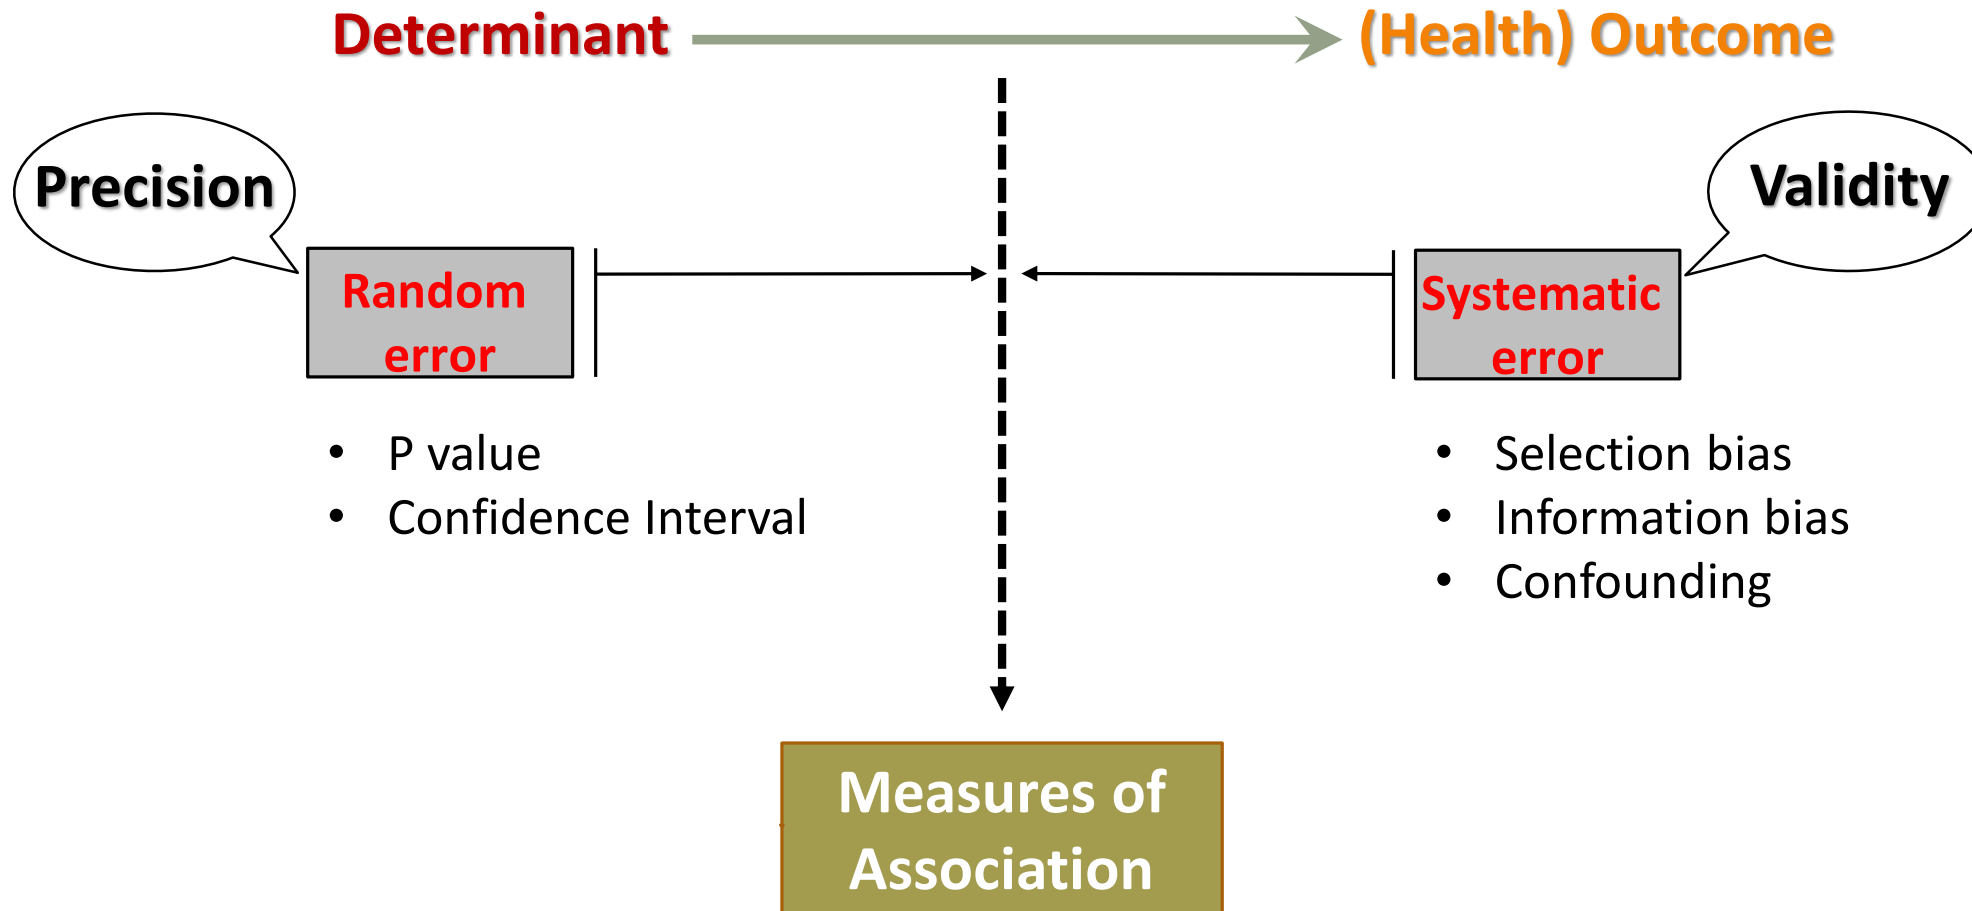 Determinant
(Health) Outcome
Precision
Validity
Random
error
Systematic
error
• P value
• Confidence Interval
• Selection bias
• Information bias
• Confounding
Measures of
Association